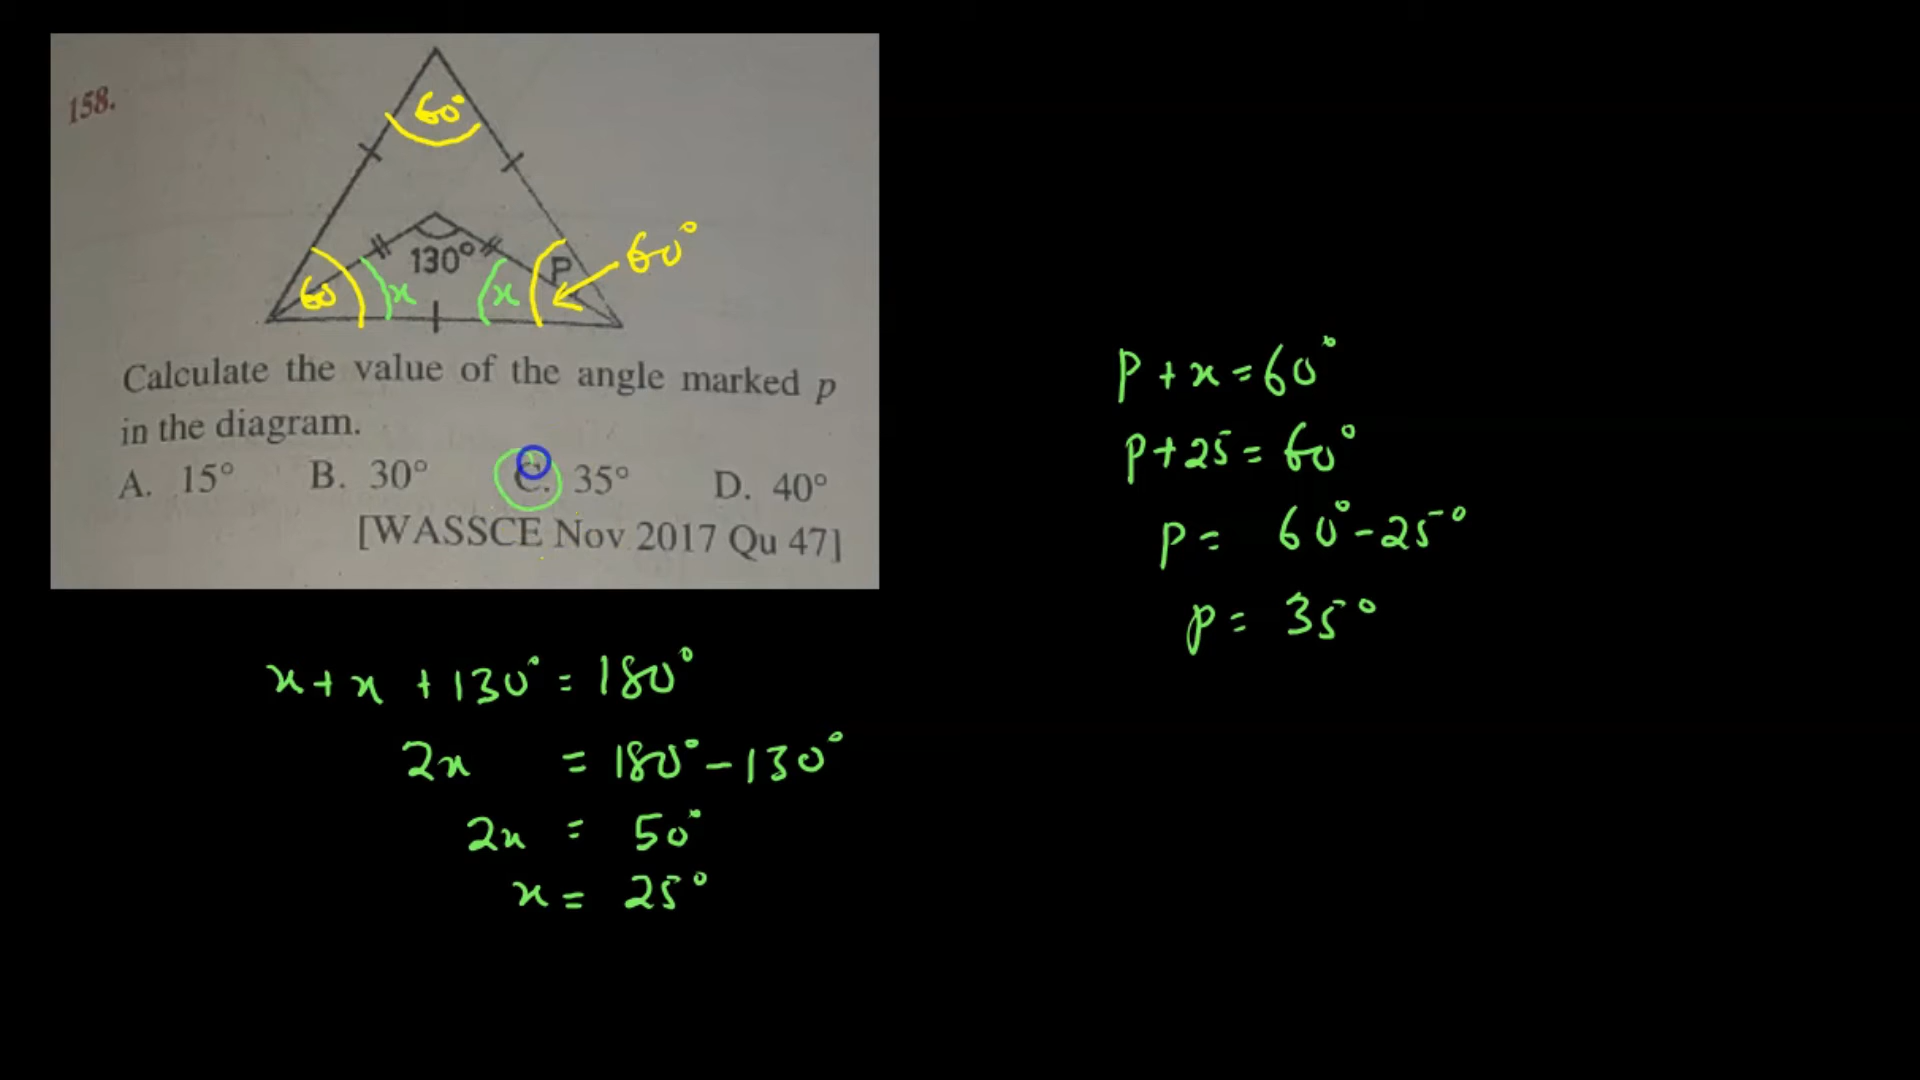 158.
60°
60°
130°
P
60
x
x
Calculate the value of the angle marked p
in the diagram.
A. 15° B. 30° C. 35° D. 40°
[WASSCE Nov 2017 Qu 47]
x + x + 130° = 180°
2x = 180° - 130°
2x = 50°
x = 25°
P + x = 60°
P + 25 = 60°
P = 60° - 25°
P = 35°